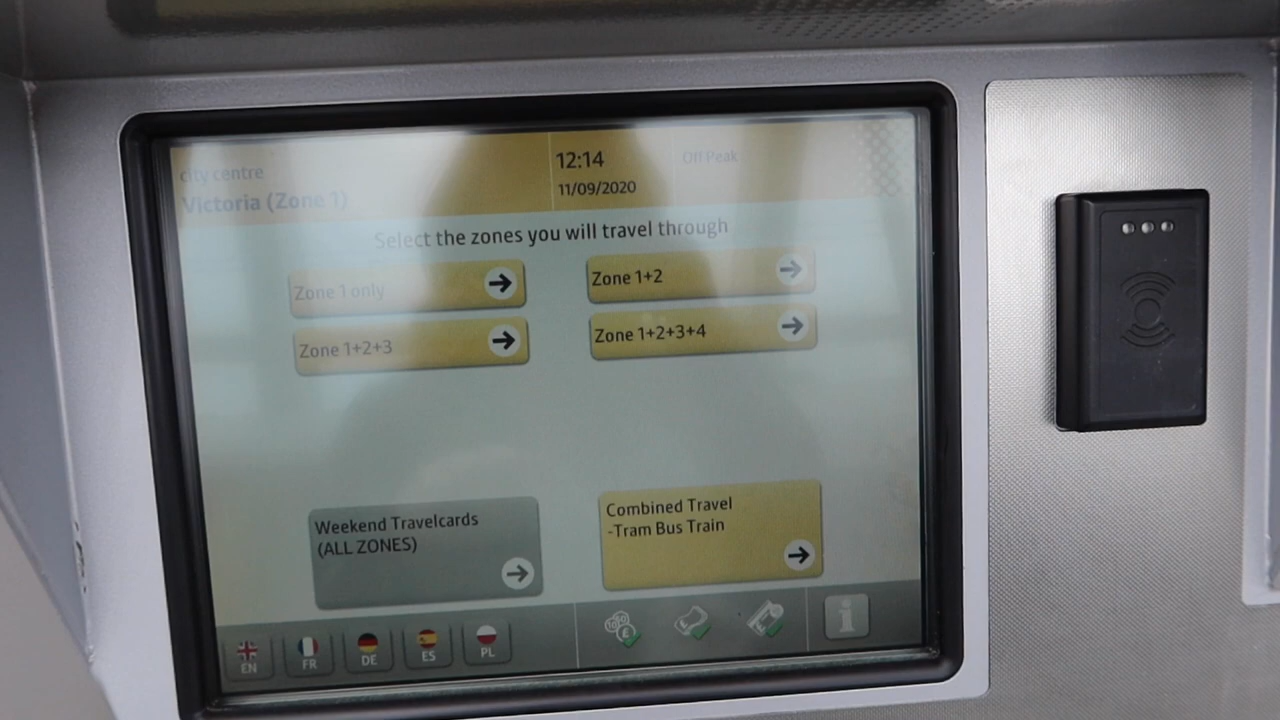 city centre
Victoria (Zone 1)
12:14
11/09/2020
Off Peak
Select the zones you will travel through
Zone 1 only
Zone 1+2
Zone 1+2+3
Zone 1+2+3+4
Weekend Travelcards
(ALL ZONES)
Combined Travel
-Tram Bus Train
EN
FR
DE
ES
PL